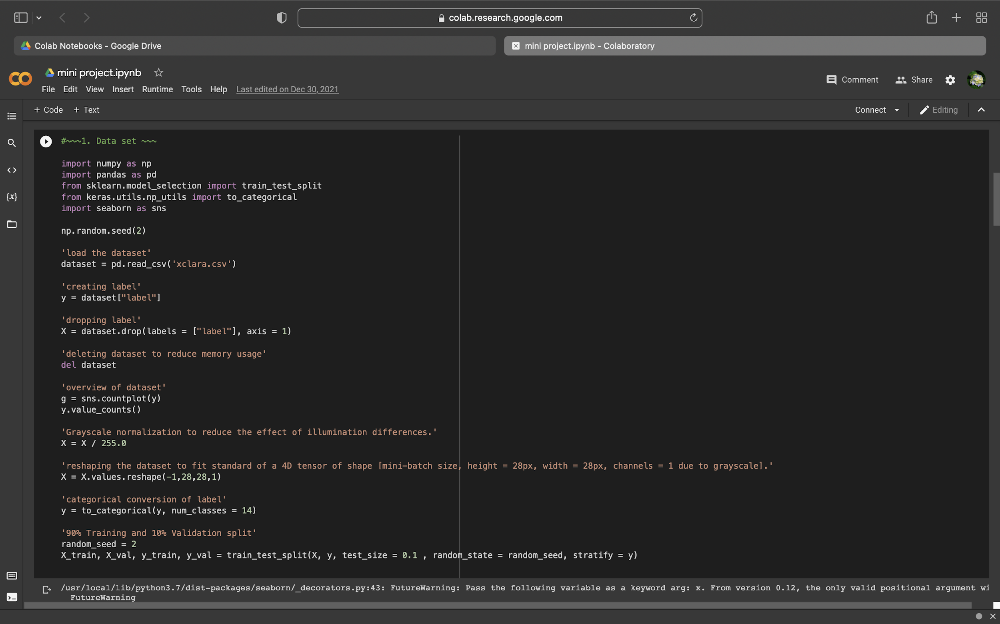 colab.research.google.com
Colab Notebooks - Google Drive
mini project.ipynb - Colaboratory
mini project.ipynb
Comment
Share
File Edit View Insert Runtime Tools Help Last edited on Dec 30, 2021
+ Code + Text
Connect
Editing
{x}
#~~~1. Data set ~~~
import numpy as np
import pandas as pd
from sklearn.model_selection import train_test_split
from keras.utils.np_utils import to_categorical
import seaborn as sns
np.random.seed(2)
'load the dataset'
dataset = pd.read_csv('xclara.csv')
'creating label'
y = dataset["label"]
'dropping label'
X = dataset.drop(labels = ["label"], axis = 1)
'deleting dataset to reduce memory usage'
del dataset
'overview of dataset'
g = sns.countplot(y)
y.value_counts()
'Grayscale normalization to reduce the effect of illumination differences.'
X = X / 255.0
'reshaping the dataset to fit standard of a 4D tensor of shape [mini-batch size, height = 28px, width = 28px, channels = 1 due to grayscale].'
X = X.values.reshape(-1,28,28,1)
'categorical conversion of label'
y = to_categorical(y, num_classes = 14)
'90% Training and 10% Validation split'
random_seed = 2
X_train, X_val, y_train, y_val = train_test_split(X, y, test_size = 0.1 , random_state = random_seed, stratify = y)
/usr/local/lib/python3.7/dist-packages/seaborn/_decorators.py:43: FutureWarning: Pass the following variable as a keyword arg: x. From version 0.12, the only valid positional argument wi
FutureWarning